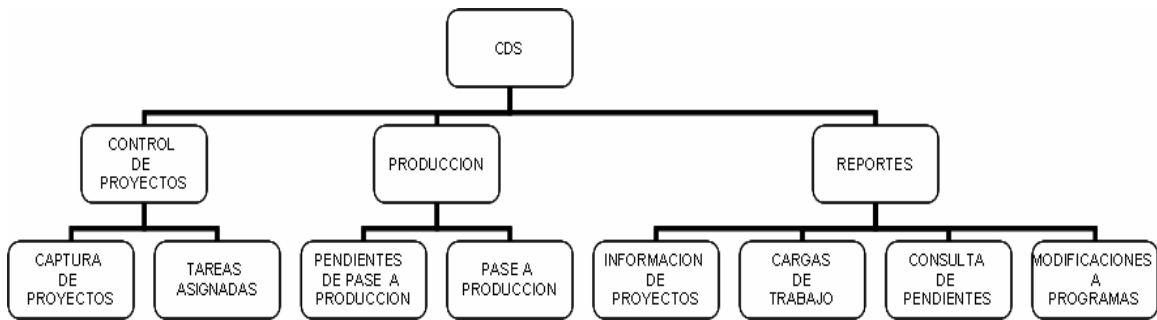 CDS
CONTROL
DE
PROYECTOS
PRODUCCION
REPORTES
CAPTURA
DE
PROYECTOS
TAREAS
ASIGNADAS
PENDIENTES
DE PASE A
PRODUCCION
PASE A
PRODUCCION
INFORMACION
DE
PROYECTOS
CARGAS
DE
TRABAJO
CONSULTA
DE
PENDIENTES
MODIFICACIONES
A
PROGRAMAS